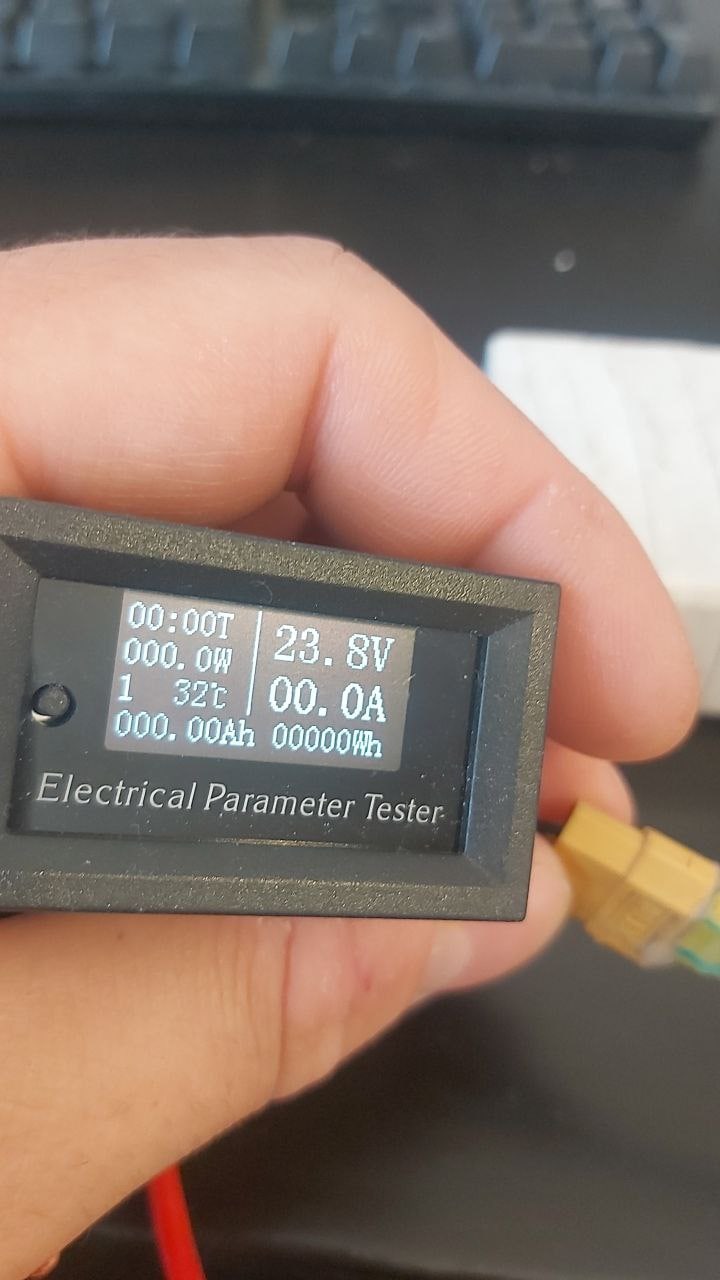 00:00T
000.0W
1 32℃
23.8V
00.0A
000.00Ah 00000Wh
Electrical Parameter Tester